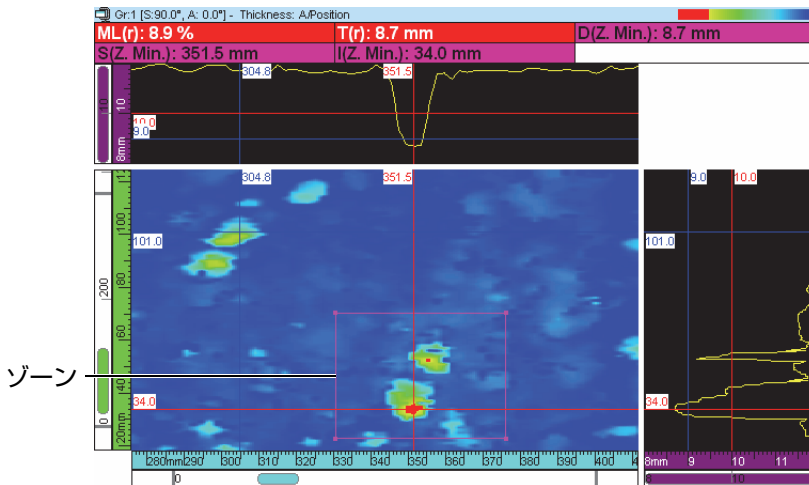 Gr:1 [S:90.0°, A: 0.0°] - Thickness: A/Position
ML(r): 8.9 % T(r): 8.7 mm D(Z. Min.): 8.7 mm
S(Z. Min.): 351.5 mm I(Z. Min.): 34.0 mm
304.8 351.5
10 10
10.0
9.0
8mm
304.8 351.5 9.0 10.0
100
101.0 101.0
80
200
60
ゾーン
40
34.0 34.0
0
20mm
280mm 290 300 310 320 330 340 350 360 370 380 390 400 8mm 9 10 11
0 8 10